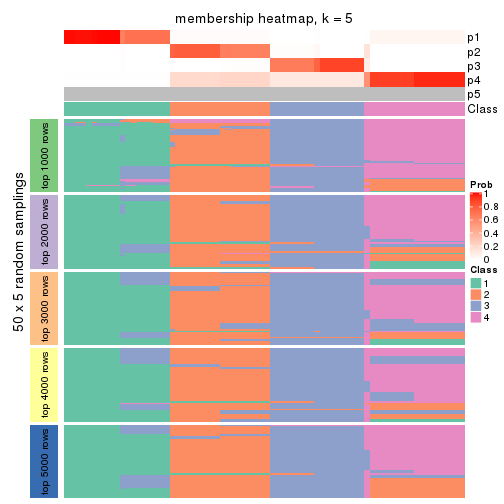 membership heatmap, k = 5
p1
p2
p3
p4
p5
Class
50 x 5 random samplings
top 1000 rows
top 2000 rows
top 3000 rows
top 4000 rows
top 5000 rows
Prob
1
0.8
0.6
0.4
0.2
0
Class
1
2
3
4